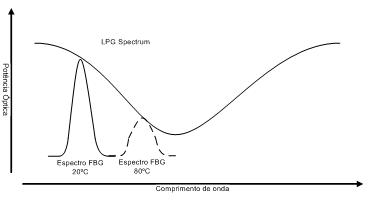 LPG Spectrum
Potência Óptica
Espectro FBG
20ºC
Espectro FBG
80ºC
Comprimento de onda